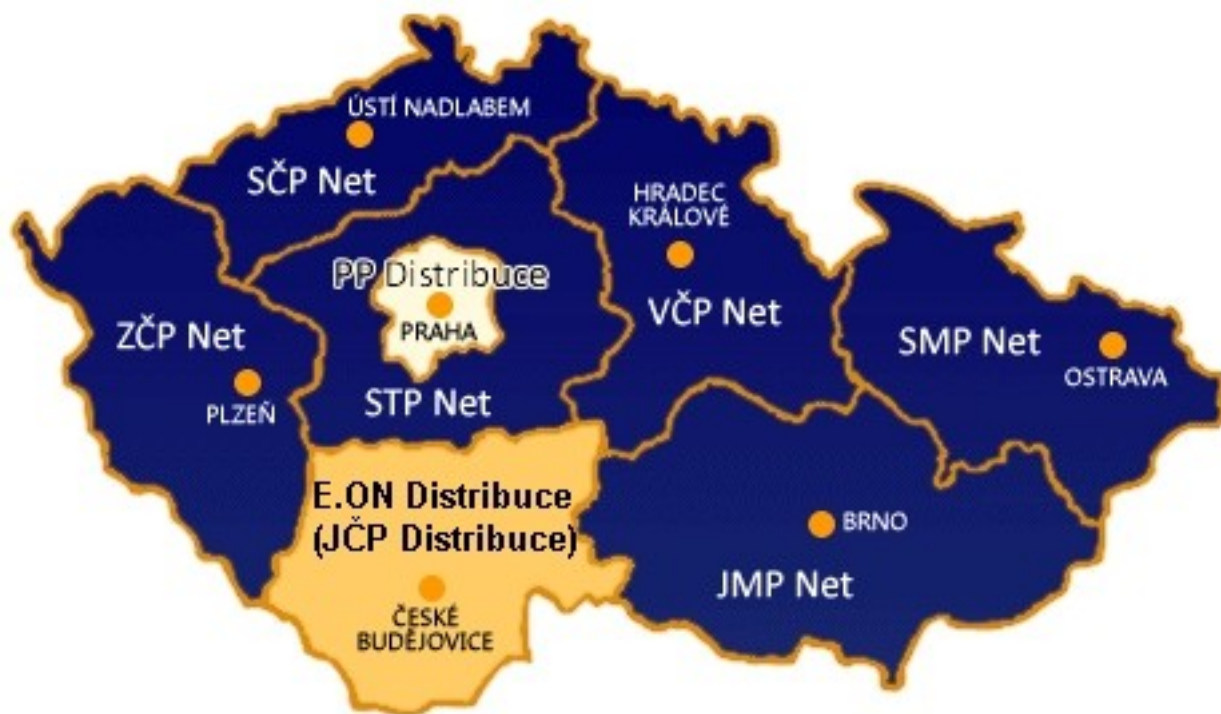 ÚSTÍ NADLABEM
SČP Net
HRADEC
KRÁLOVÉ
PP Distribuce
PRAHA
VČP Net
ZČP Net
SMP Net
OSTRAVA
PLZEŇ
STP Net
E.ON Distribuce
(JČP Distribuce)
BRNO
JMP Net
ČESKÉ
BUDĚJOVICE